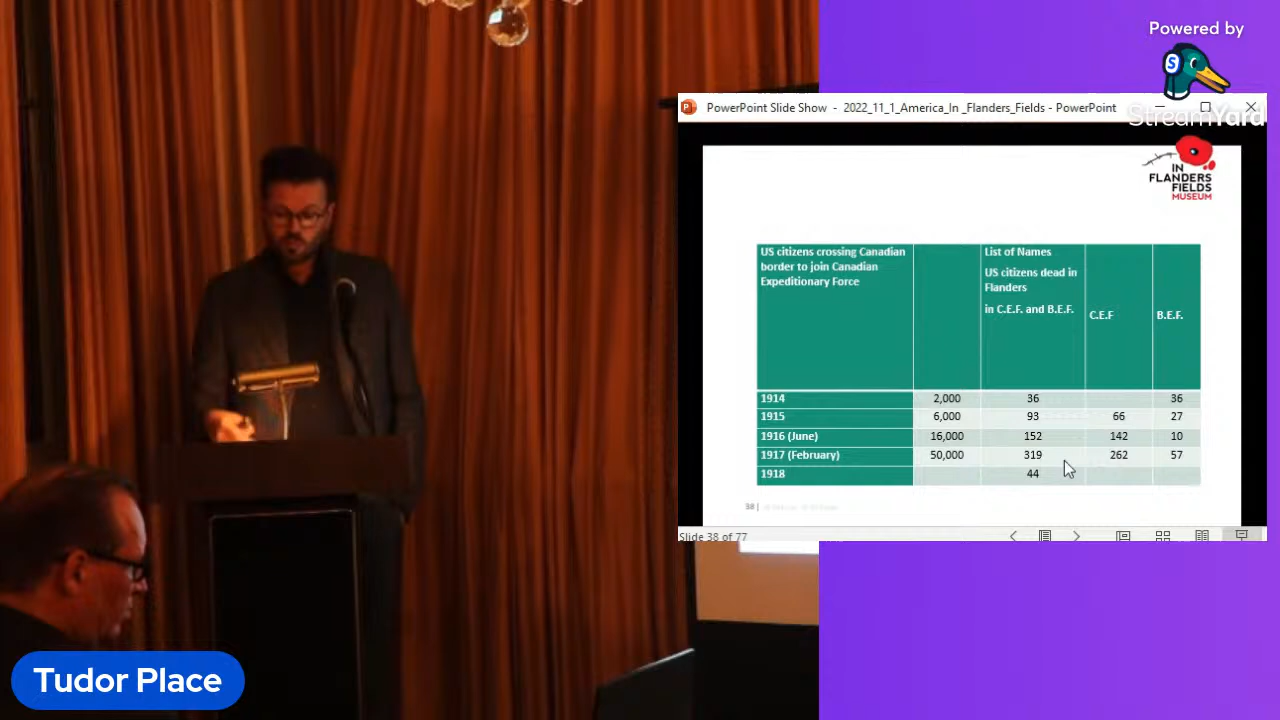 Powered by
S
StreamYard
PowerPoint Slide Show - 2022_11_1_America_In _Flanders_Fields - PowerPoint
IN
FLANDERS
FIELDS
MUSEUM
US citizens crossing Canadian
border to join Canadian
Expeditionary Force
List of Names
US citizens dead in
Flanders
in C.E.F. and B.E.F.
C.E.F
B.E.F.
1914 2,000 36 36
1915 6,000 93 66 27
1916 (June) 16,000 152 142 10
1917 (February) 50,000 319 262 57
1918 44
38 |
Slide 38 of 77
Tudor Place